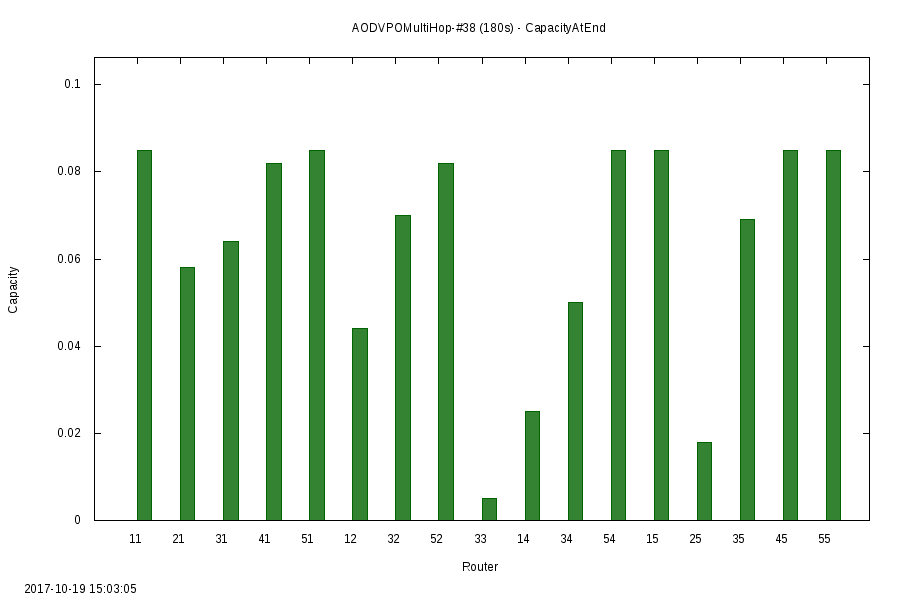 AODVPOMultiHop-#38 (180s) - CapacityAtEnd
0.1
0.08
0.06
0.04
0.02
0
Capacity
11 21 31 41 51 12 32 52 33 14 34 54 15 25 35 45 55
Router
2017-10-19 15:03:05